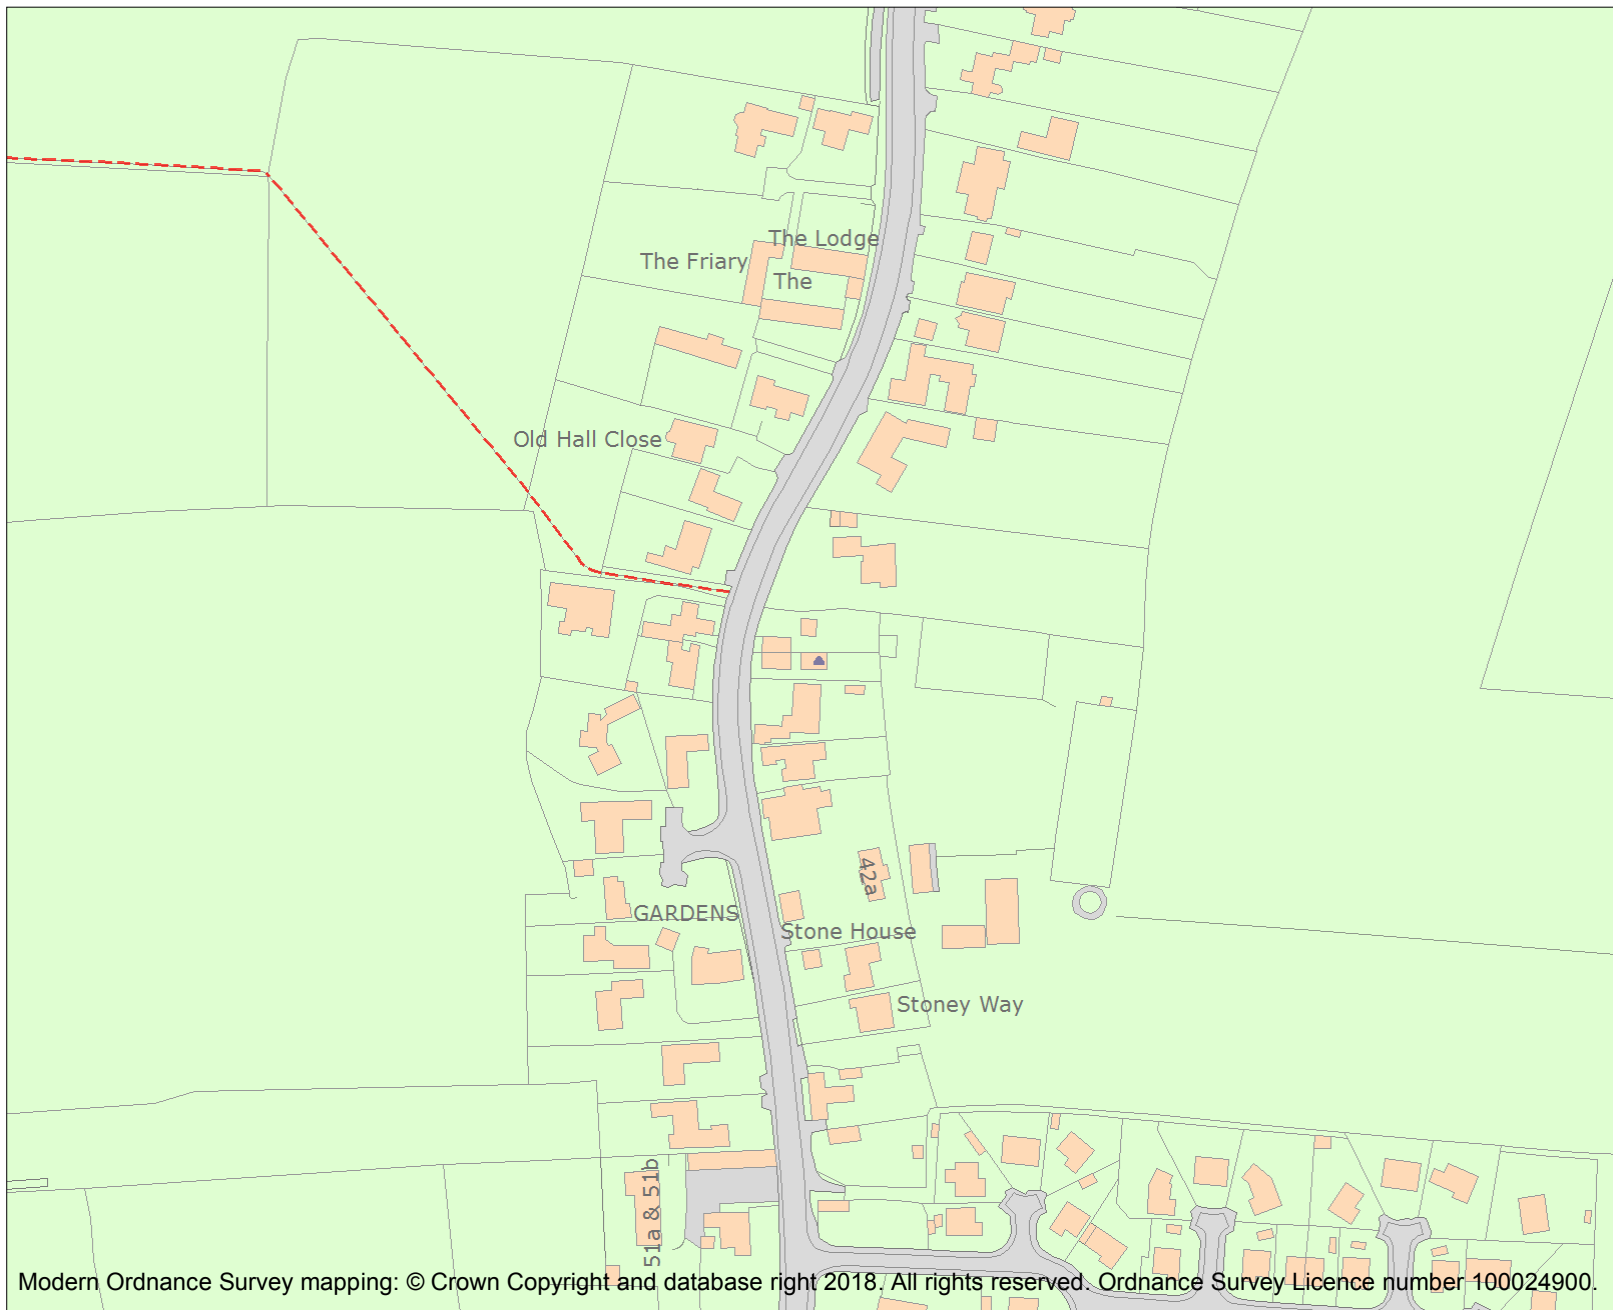 The Lodge
The Friary
The
Old Hall Close
42a
GARDENS
Stone House
Stoney Way
51a & 51b
Modern Ordnance Survey mapping: © Crown Copyright and database right 2018. All rights reserved. Ordnance Survey Licence number 100024900.